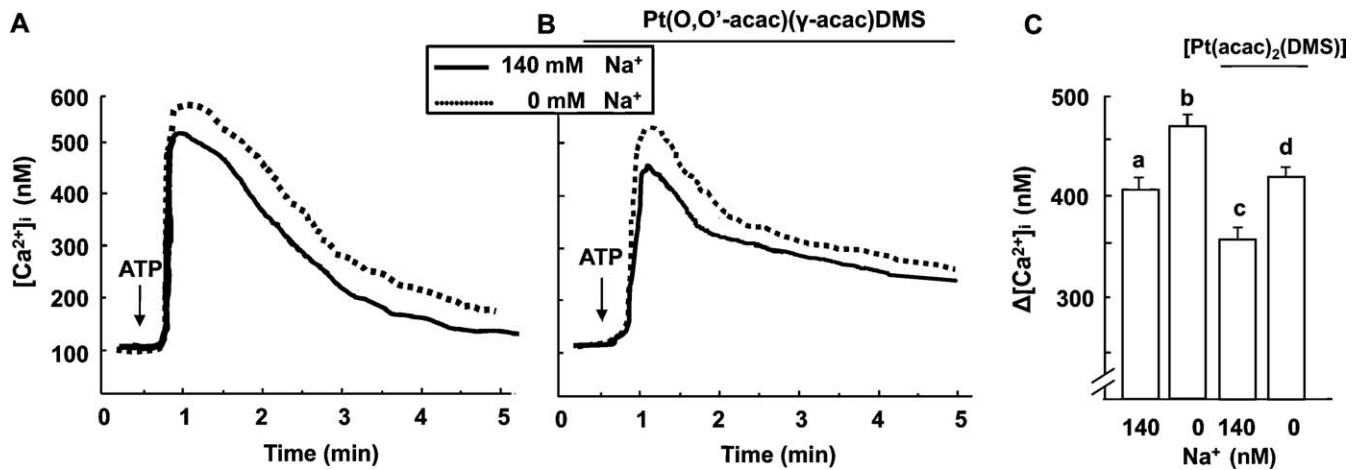 A
B
Pt(O,O'-acac)(γ-acac)DMS
C
[Pt(acac)₂(DMS)]
140 mM Na⁺
0 mM Na⁺
[Ca²⁺]ᵢ (nM)
600
500
400
300
200
100
ATP
0 1 2 3 4 5
Time (min)
ATP
0 1 2 3 4 5
Time (min)
Δ[Ca²⁺]ᵢ (nM)
500
400
300
a
b
c
d
140 0 140 0
Na⁺ (nM)